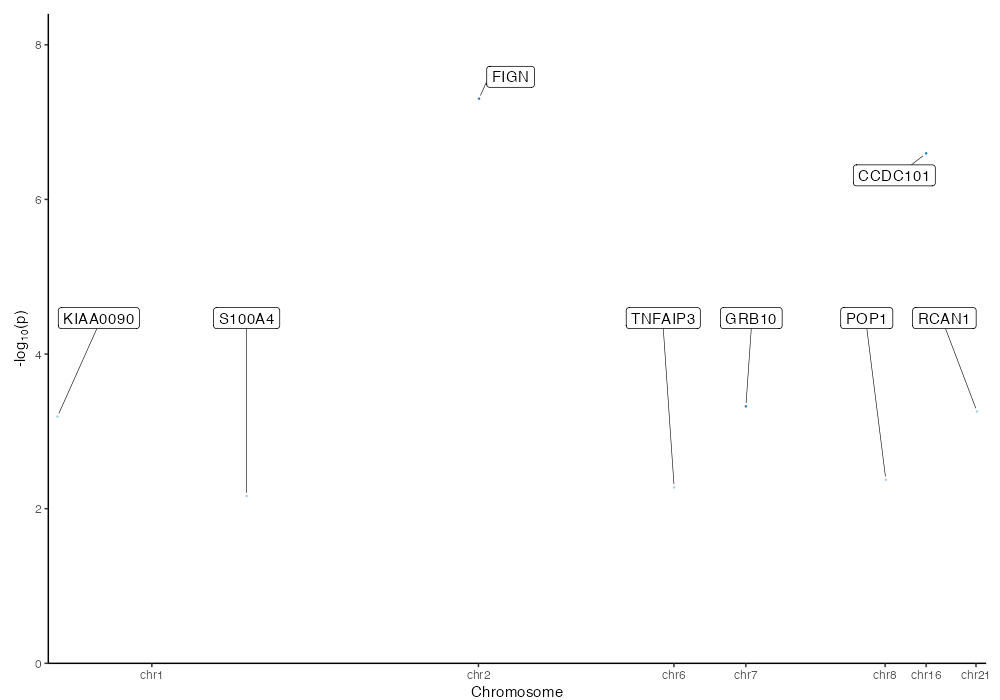 8
FIGN
CCDC101
6
KIAA0090
S100A4
TNFAIP3
GRB10
POP1
RCAN1
-log10(p)
4
2
0
chr1
chr2
chr6
chr7
chr8
chr16
chr21
Chromosome